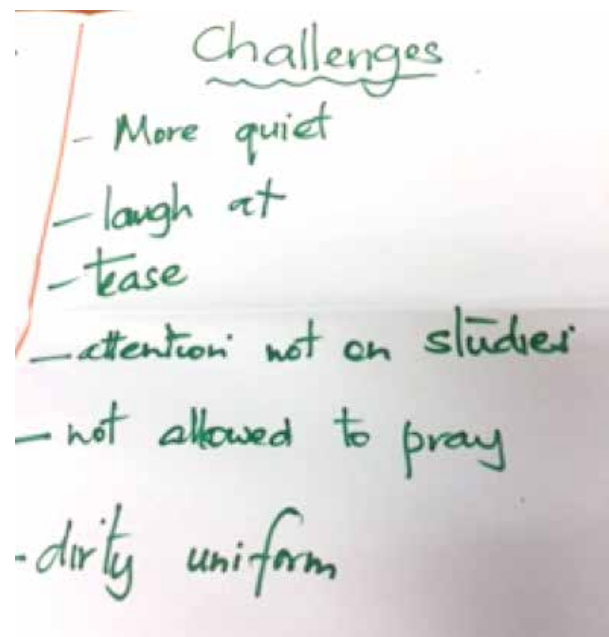 Challenges
- More quiet
- laugh at
- tease
- attention not on studies
- not allowed to pray
- dirty uniform